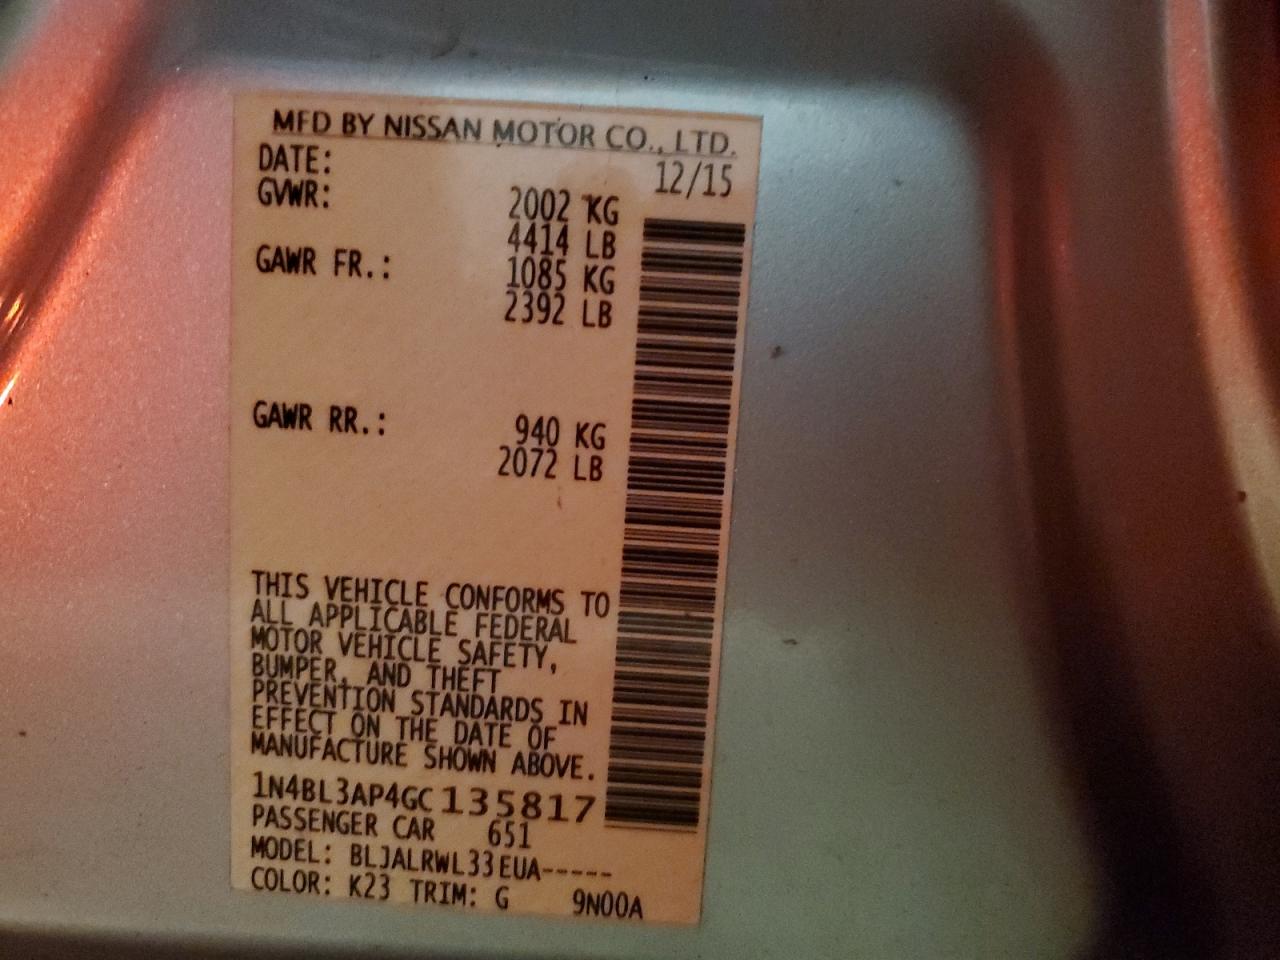 MFD BY NISSAN MOTOR CO., LTD.
DATE: 12/15
GVWR: 2002 KG
4414 LB
GAWR FR.: 1085 KG
2392 LB
GAWR RR.: 940 KG
2072 LB
THIS VEHICLE CONFORMS TO
ALL APPLICABLE FEDERAL
MOTOR VEHICLE SAFETY,
BUMPER, AND THEFT
PREVENTION STANDARDS IN
EFFECT ON THE DATE OF
MANUFACTURE SHOWN ABOVE.
1N4BL3AP4GC135817
PASSENGER CAR 651
MODEL: BLJALRWL33EUA------
COLOR: K23 TRIM: G 9N00A